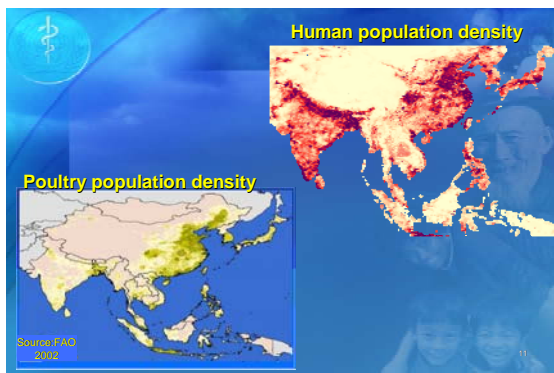 Human population density
Poultry population density
Source:FAO
2002
11